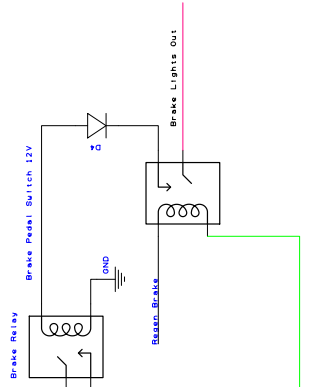 Brake Lights Out
D4
Brake Pedal Switch 12V
GND
Regen Brake
Brake Relay